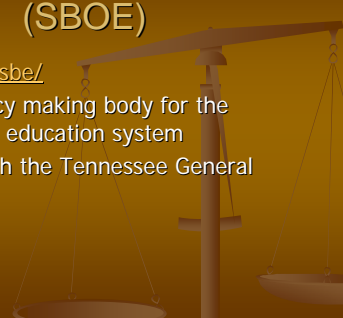 (SBOE)
sbe/
cy making body for the
education system
h the Tennessee General